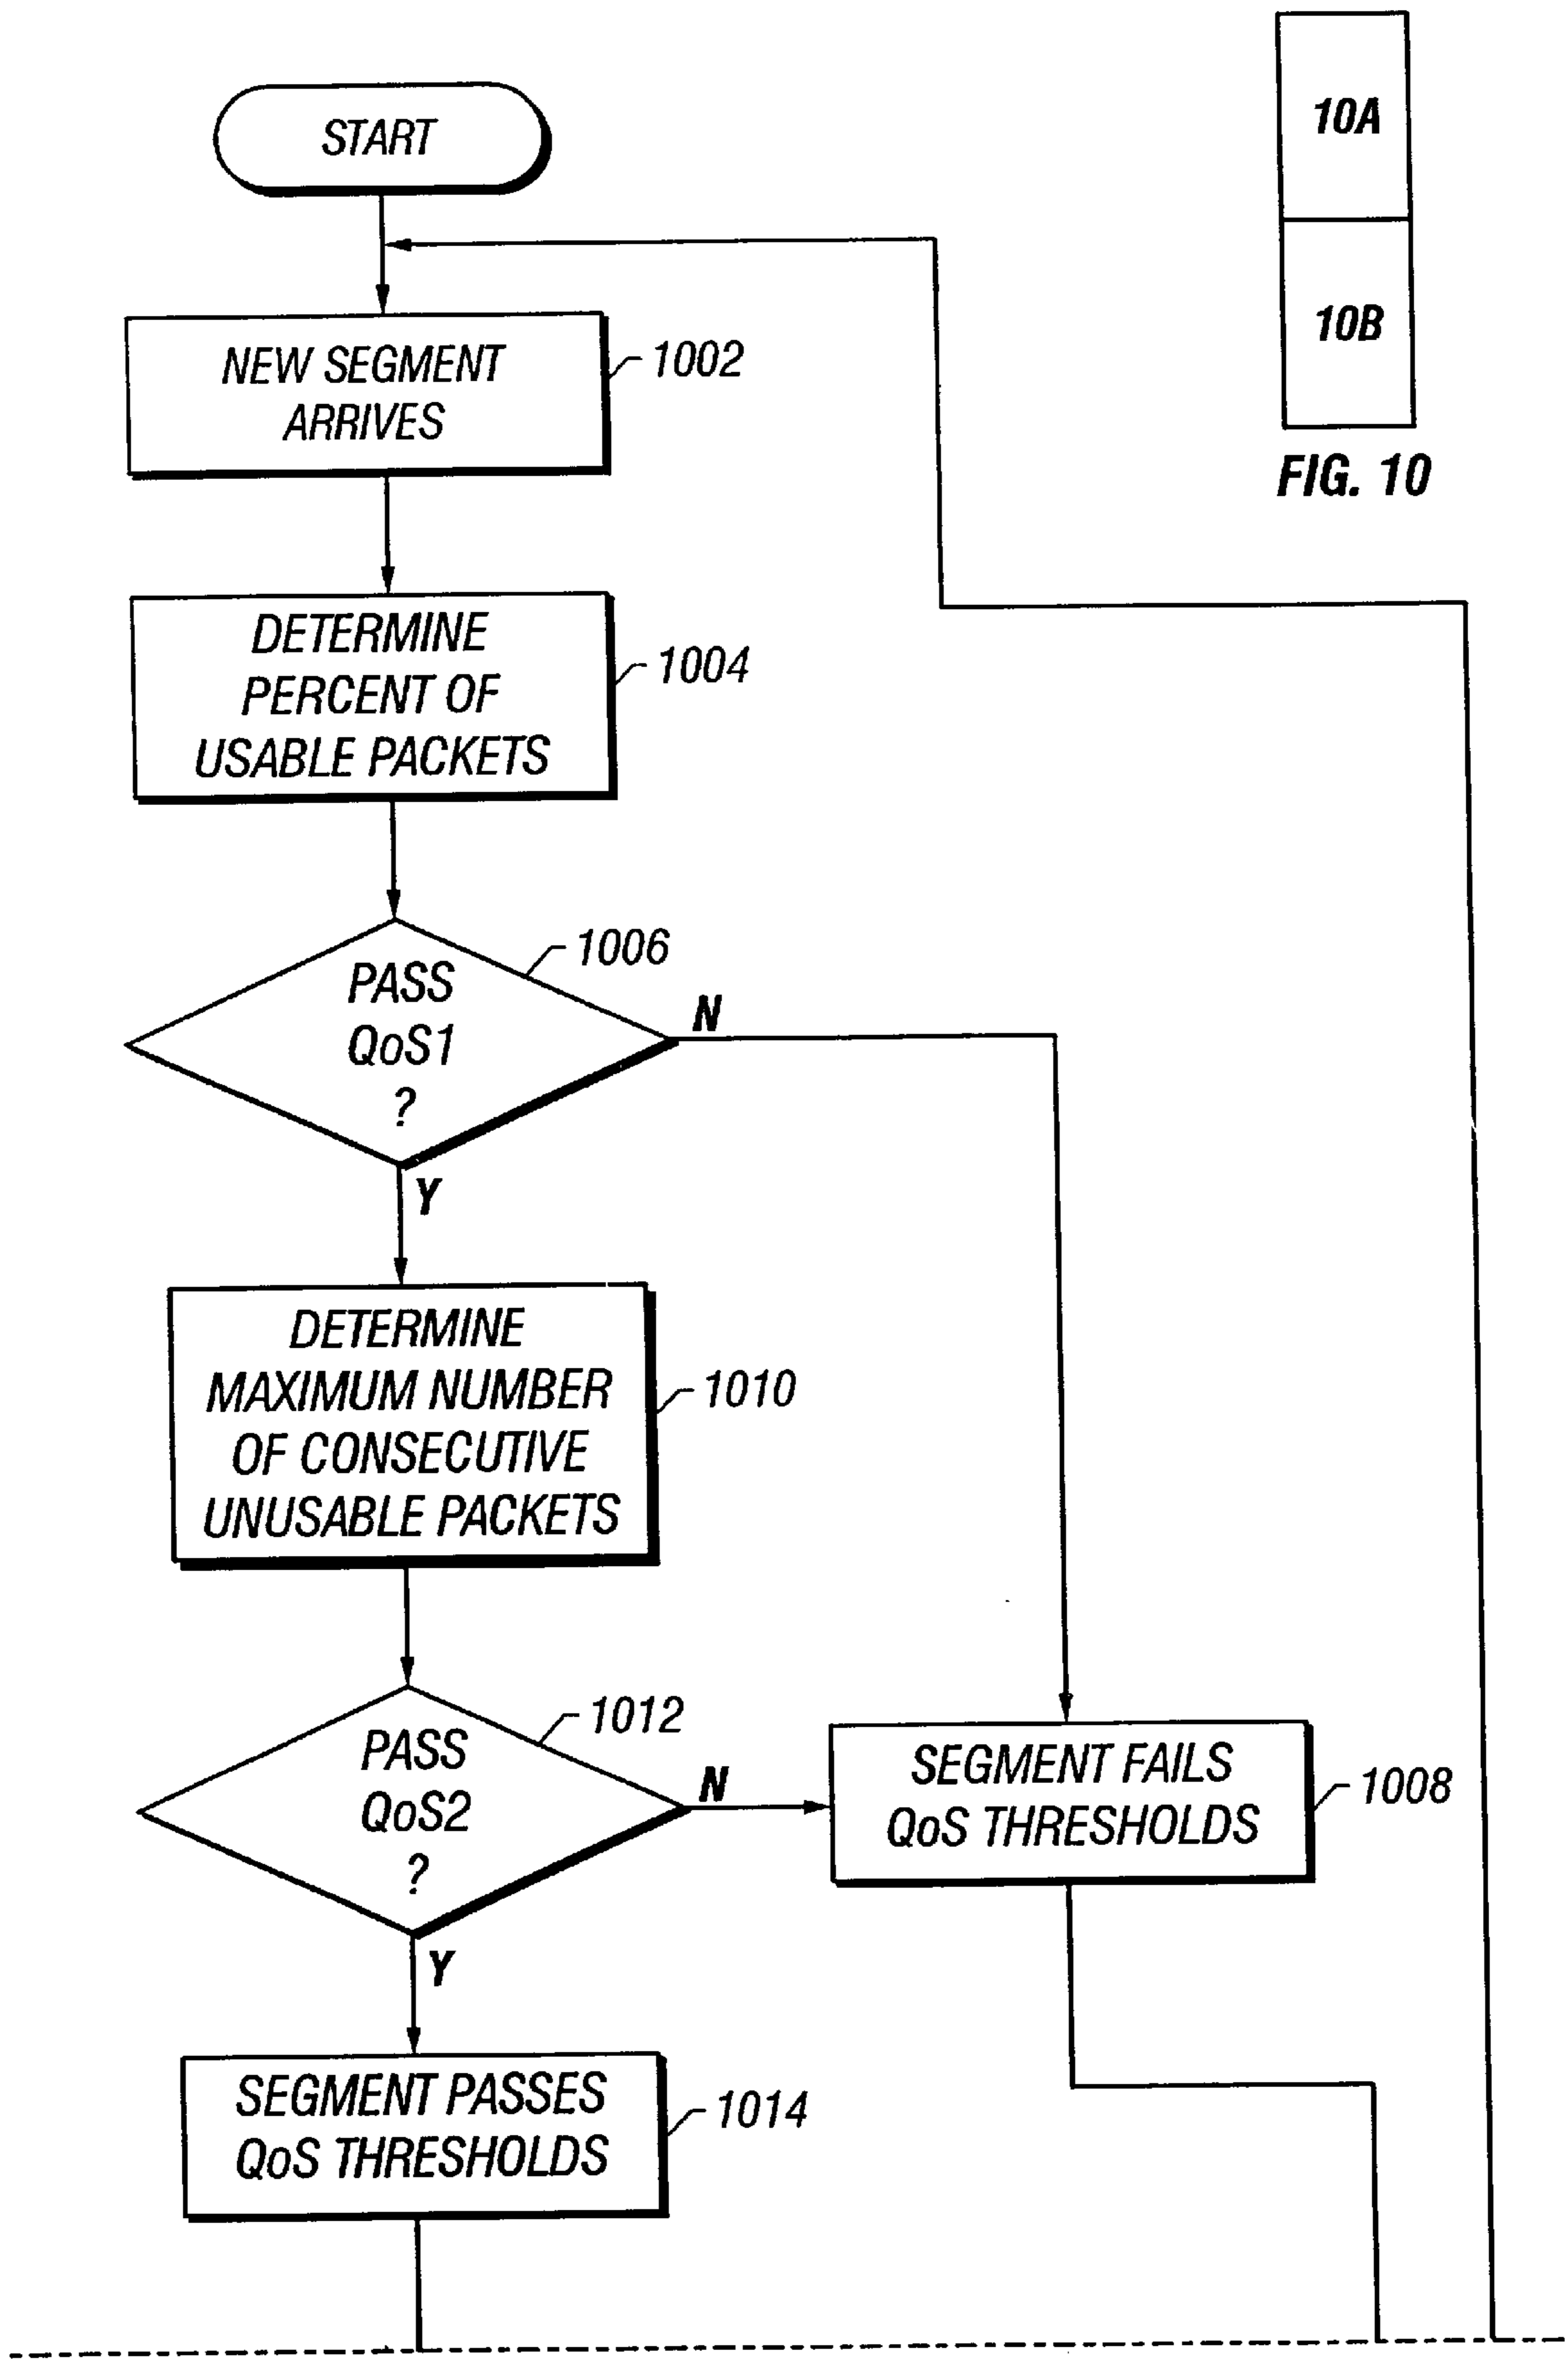 START
NEW SEGMENT
ARRIVES
1002
DETERMINE
PERCENT OF
USABLE PACKETS
1004
PASS
QoS1
?
1006
N
Y
DETERMINE
MAXIMUM NUMBER
OF CONSECUTIVE
UNUSABLE PACKETS
1010
PASS
QoS2
?
1012
N
Y
SEGMENT FAILS
QoS THRESHOLDS
1008
SEGMENT PASSES
QoS THRESHOLDS
1014
10A
10B
FIG. 10